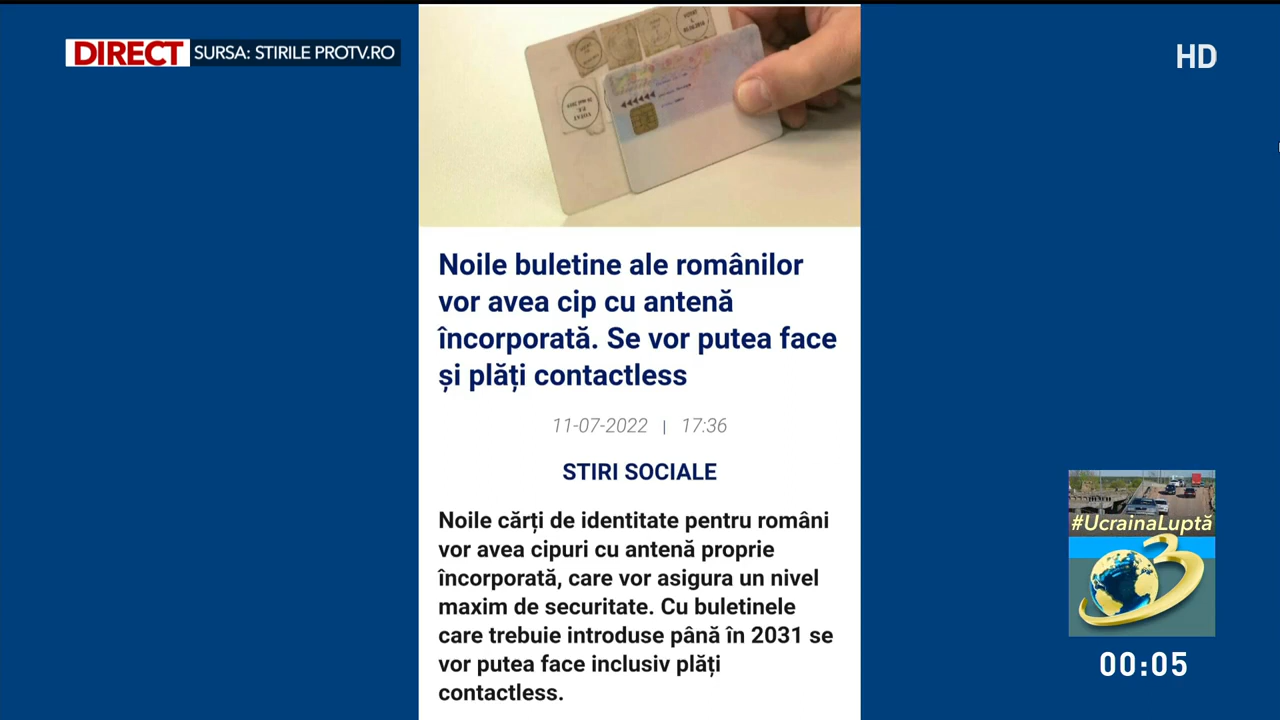 DIRECT SURSA: STIRILE PROTV.RO
HD
Noile buletine ale românilor
vor avea cip cu antenă
încorporată. Se vor putea face
și plăți contactless
11-07-2022 | 17:36
STIRI SOCIALE
Noile cărți de identitate pentru români
vor avea cipuri cu antenă proprie
încorporată, care vor asigura un nivel
maxim de securitate. Cu buletinele
care trebuie introduse până în 2031 se
vor putea face inclusiv plăți
contactless.
#UcrainaLuptă
3
00:05